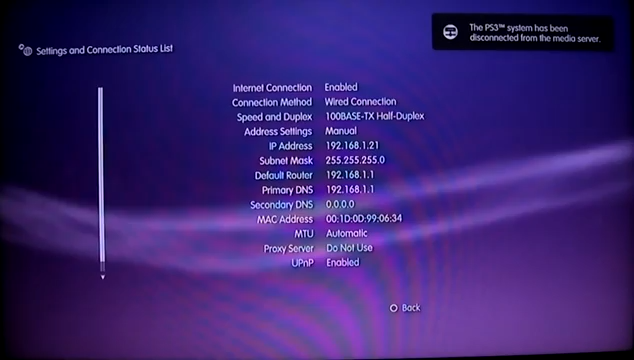 The PS3™ system has been
disconnected from the media server.
Settings and Connection Status List
Internet Connection Enabled
Connection Method Wired Connection
Speed and Duplex 100BASE-TX Half-Duplex
Address Settings Manual
IP Address 192.168.1.21
Subnet Mask 255.255.255.0
Default Router 192.168.1.1
Primary DNS 192.168.1.1
Secondary DNS 0.0.0.0
MAC Address 00:1D:0D:99:06:34
MTU Automatic
Proxy Server Do Not Use
UPnP Enabled
Back